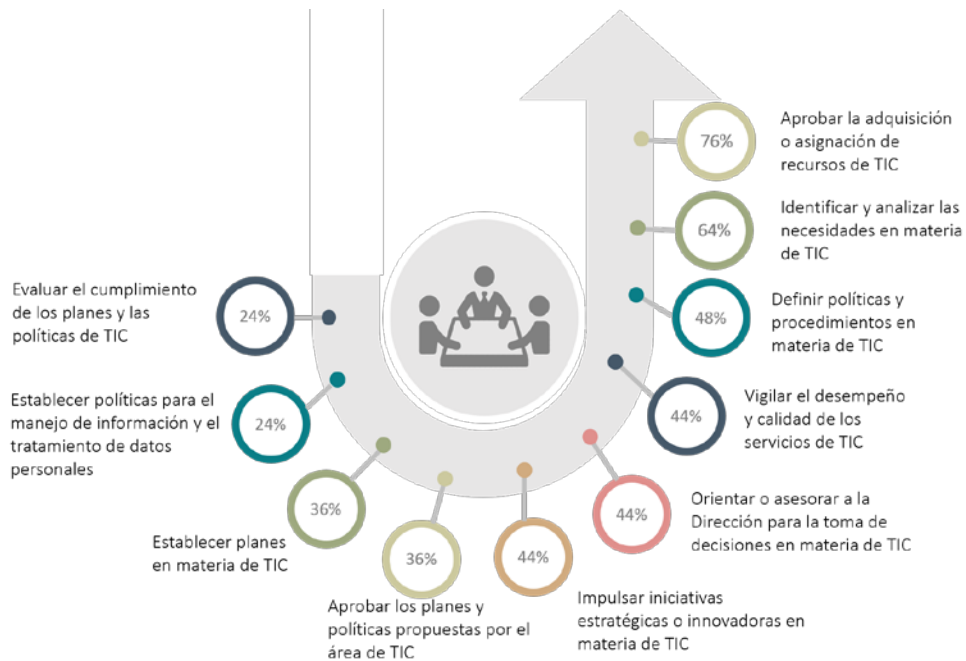 76%
Aprobar la adquisición
o asignación de
recursos de TIC
64%
Identificar y analizar las
necesidades en materia
de TIC
48%
Definir políticas y
procedimientos en
materia de TIC
44%
Vigilar el desempeño
y calidad de los
servicios de TIC
44%
Orientar o asesorar a la
Dirección para la toma de
decisiones en materia de TIC
44%
Impulsar iniciativas
estratégicas o innovadoras en
materia de TIC
36%
Aprobar los planes y
políticas propuestas por el
área de TIC
36%
Establecer planes
en materia de TIC
24%
Establecer políticas para el
manejo de información y el
tratamiento de datos
personales
24%
Evaluar el cumplimiento
de los planes y las
políticas de TIC